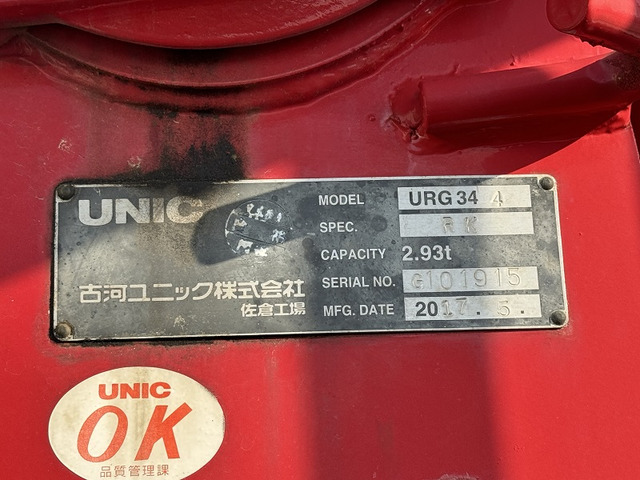 UNIC
MODEL URG34 4
SPEC. RK
CAPACITY 2.93t
SERIAL NO. G101915
MFG. DATE 2017. 5.
古河ユニック株式会社
佐倉工場
UNIC
OK
品質管理課